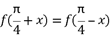 f(π/4 + x) = f(π/4 − x)